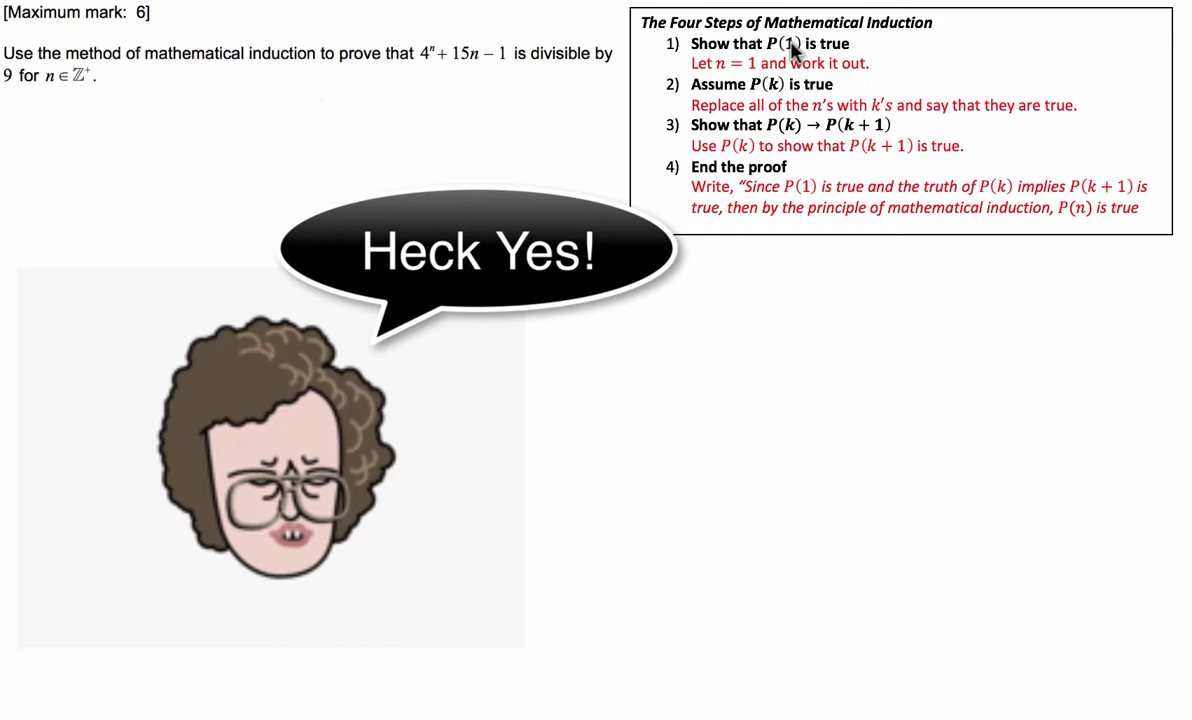 [Maximum mark: 6]
Use the method of mathematical induction to prove that 4ⁿ + 15n – 1 is divisible by
9 for n ∈ ℤ⁺.
The Four Steps of Mathematical Induction
1) Show that P(1) is true
Let n = 1 and work it out.
2) Assume P(k) is true
Replace all of the n's with k's and say that they are true.
3) Show that P(k) → P(k + 1)
Use P(k) to show that P(k + 1) is true.
4) End the proof
Write, "Since P(1) is true and the truth of P(k) implies P(k + 1) is
true, then by the principle of mathematical induction, P(n) is true
Heck Yes!